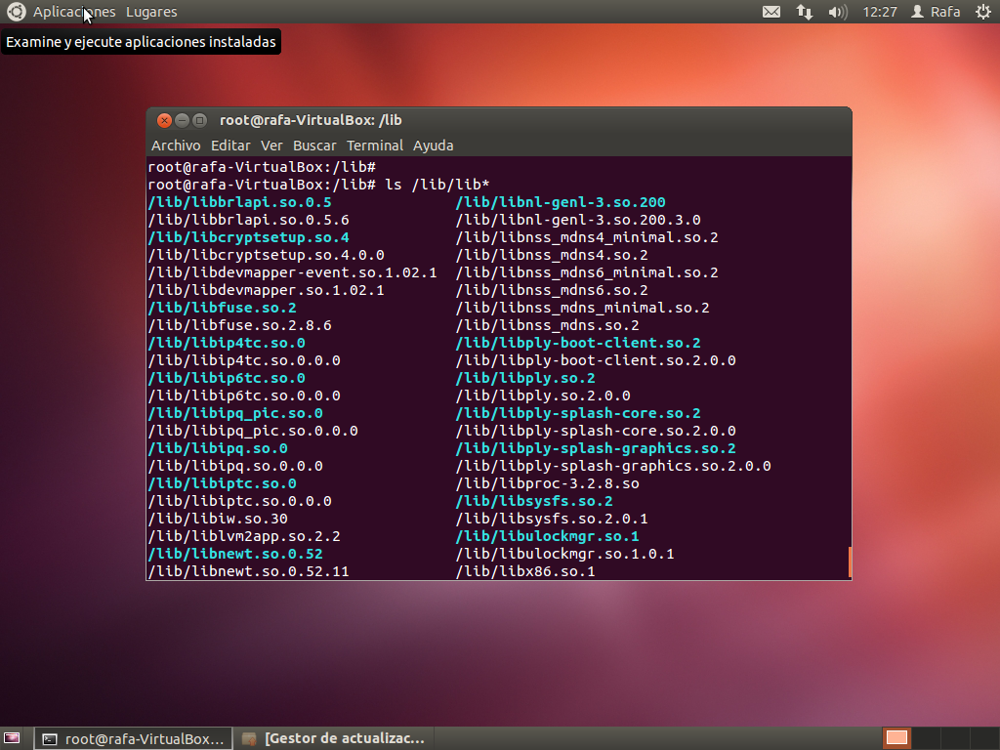 Aplicaciones Lugares 12:27 Rafa
Examine y ejecute aplicaciones instaladas
root@rafa-VirtualBox: /lib
Archivo Editar Ver Buscar Terminal Ayuda
root@rafa-VirtualBox:/lib#
root@rafa-VirtualBox:/lib# ls /lib/lib*
/lib/libbrlapi.so.0.5 /lib/libnl-genl-3.so.200
/lib/libbrlapi.so.0.5.6 /lib/libnl-genl-3.so.200.3.0
/lib/libcryptsetup.so.4 /lib/libnss_mdns4_minimal.so.2
/lib/libcryptsetup.so.4.0.0 /lib/libnss_mdns4.so.2
/lib/libdevmapper-event.so.1.02.1 /lib/libnss_mdns6_minimal.so.2
/lib/libdevmapper.so.1.02.1 /lib/libnss_mdns6.so.2
/lib/libfuse.so.2 /lib/libnss_mdns_minimal.so.2
/lib/libfuse.so.2.8.6 /lib/libnss_mdns.so.2
/lib/libip4tc.so.0 /lib/libply-boot-client.so.2
/lib/libip4tc.so.0.0.0 /lib/libply-boot-client.so.2.0.0
/lib/libip6tc.so.0 /lib/libply.so.2
/lib/libip6tc.so.0.0.0 /lib/libply.so.2.0.0
/lib/libipq_pic.so.0 /lib/libply-splash-core.so.2
/lib/libipq_pic.so.0.0.0 /lib/libply-splash-core.so.2.0.0
/lib/libipq.so.0 /lib/libply-splash-graphics.so.2
/lib/libipq.so.0.0.0 /lib/libply-splash-graphics.so.2.0.0
/lib/libiptc.so.0 /lib/libproc-3.2.8.so
/lib/libiptc.so.0.0.0 /lib/libsysfs.so.2
/lib/libiw.so.30 /lib/libsysfs.so.2.0.1
/lib/liblvm2app.so.2.2 /lib/libulockmgr.so.1
/lib/libnewt.so.0.52 /lib/libulockmgr.so.1.0.1
/lib/libnewt.so.0.52.11 /lib/libx86.so.1
root@rafa-VirtualBox... [Gestor de actualizac...